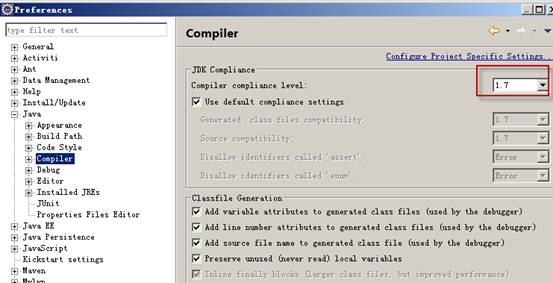 Preferences
type filter text
General
Activiti
Ant
Data Management
Help
Install/Update
Java
Appearance
Build Path
Code Style
Compiler
Debug
Editor
Installed JREs
JUnit
Properties Files Editor
Java EE
Java Persistence
JavaScript
Kickstart settings
Maven
Mylyn
Compiler
Configure Project Specific Settings...
JDK Compliance
Compiler compliance level:
1.7
Use default compliance settings
Generated .class files compatibility:
1.7
Source compatibility:
1.7
Disallow identifiers called 'assert':
Error
Disallow identifiers called 'enum':
Error
Classfile Generation
Add variable attributes to generated class files (used by the debugger)
Add line number attributes to generated class files (used by the debugger)
Add source file name to generated class file (used by the debugger)
Preserve unused (never read) local variables
Inline finally blocks (larger class files, but improved performance)